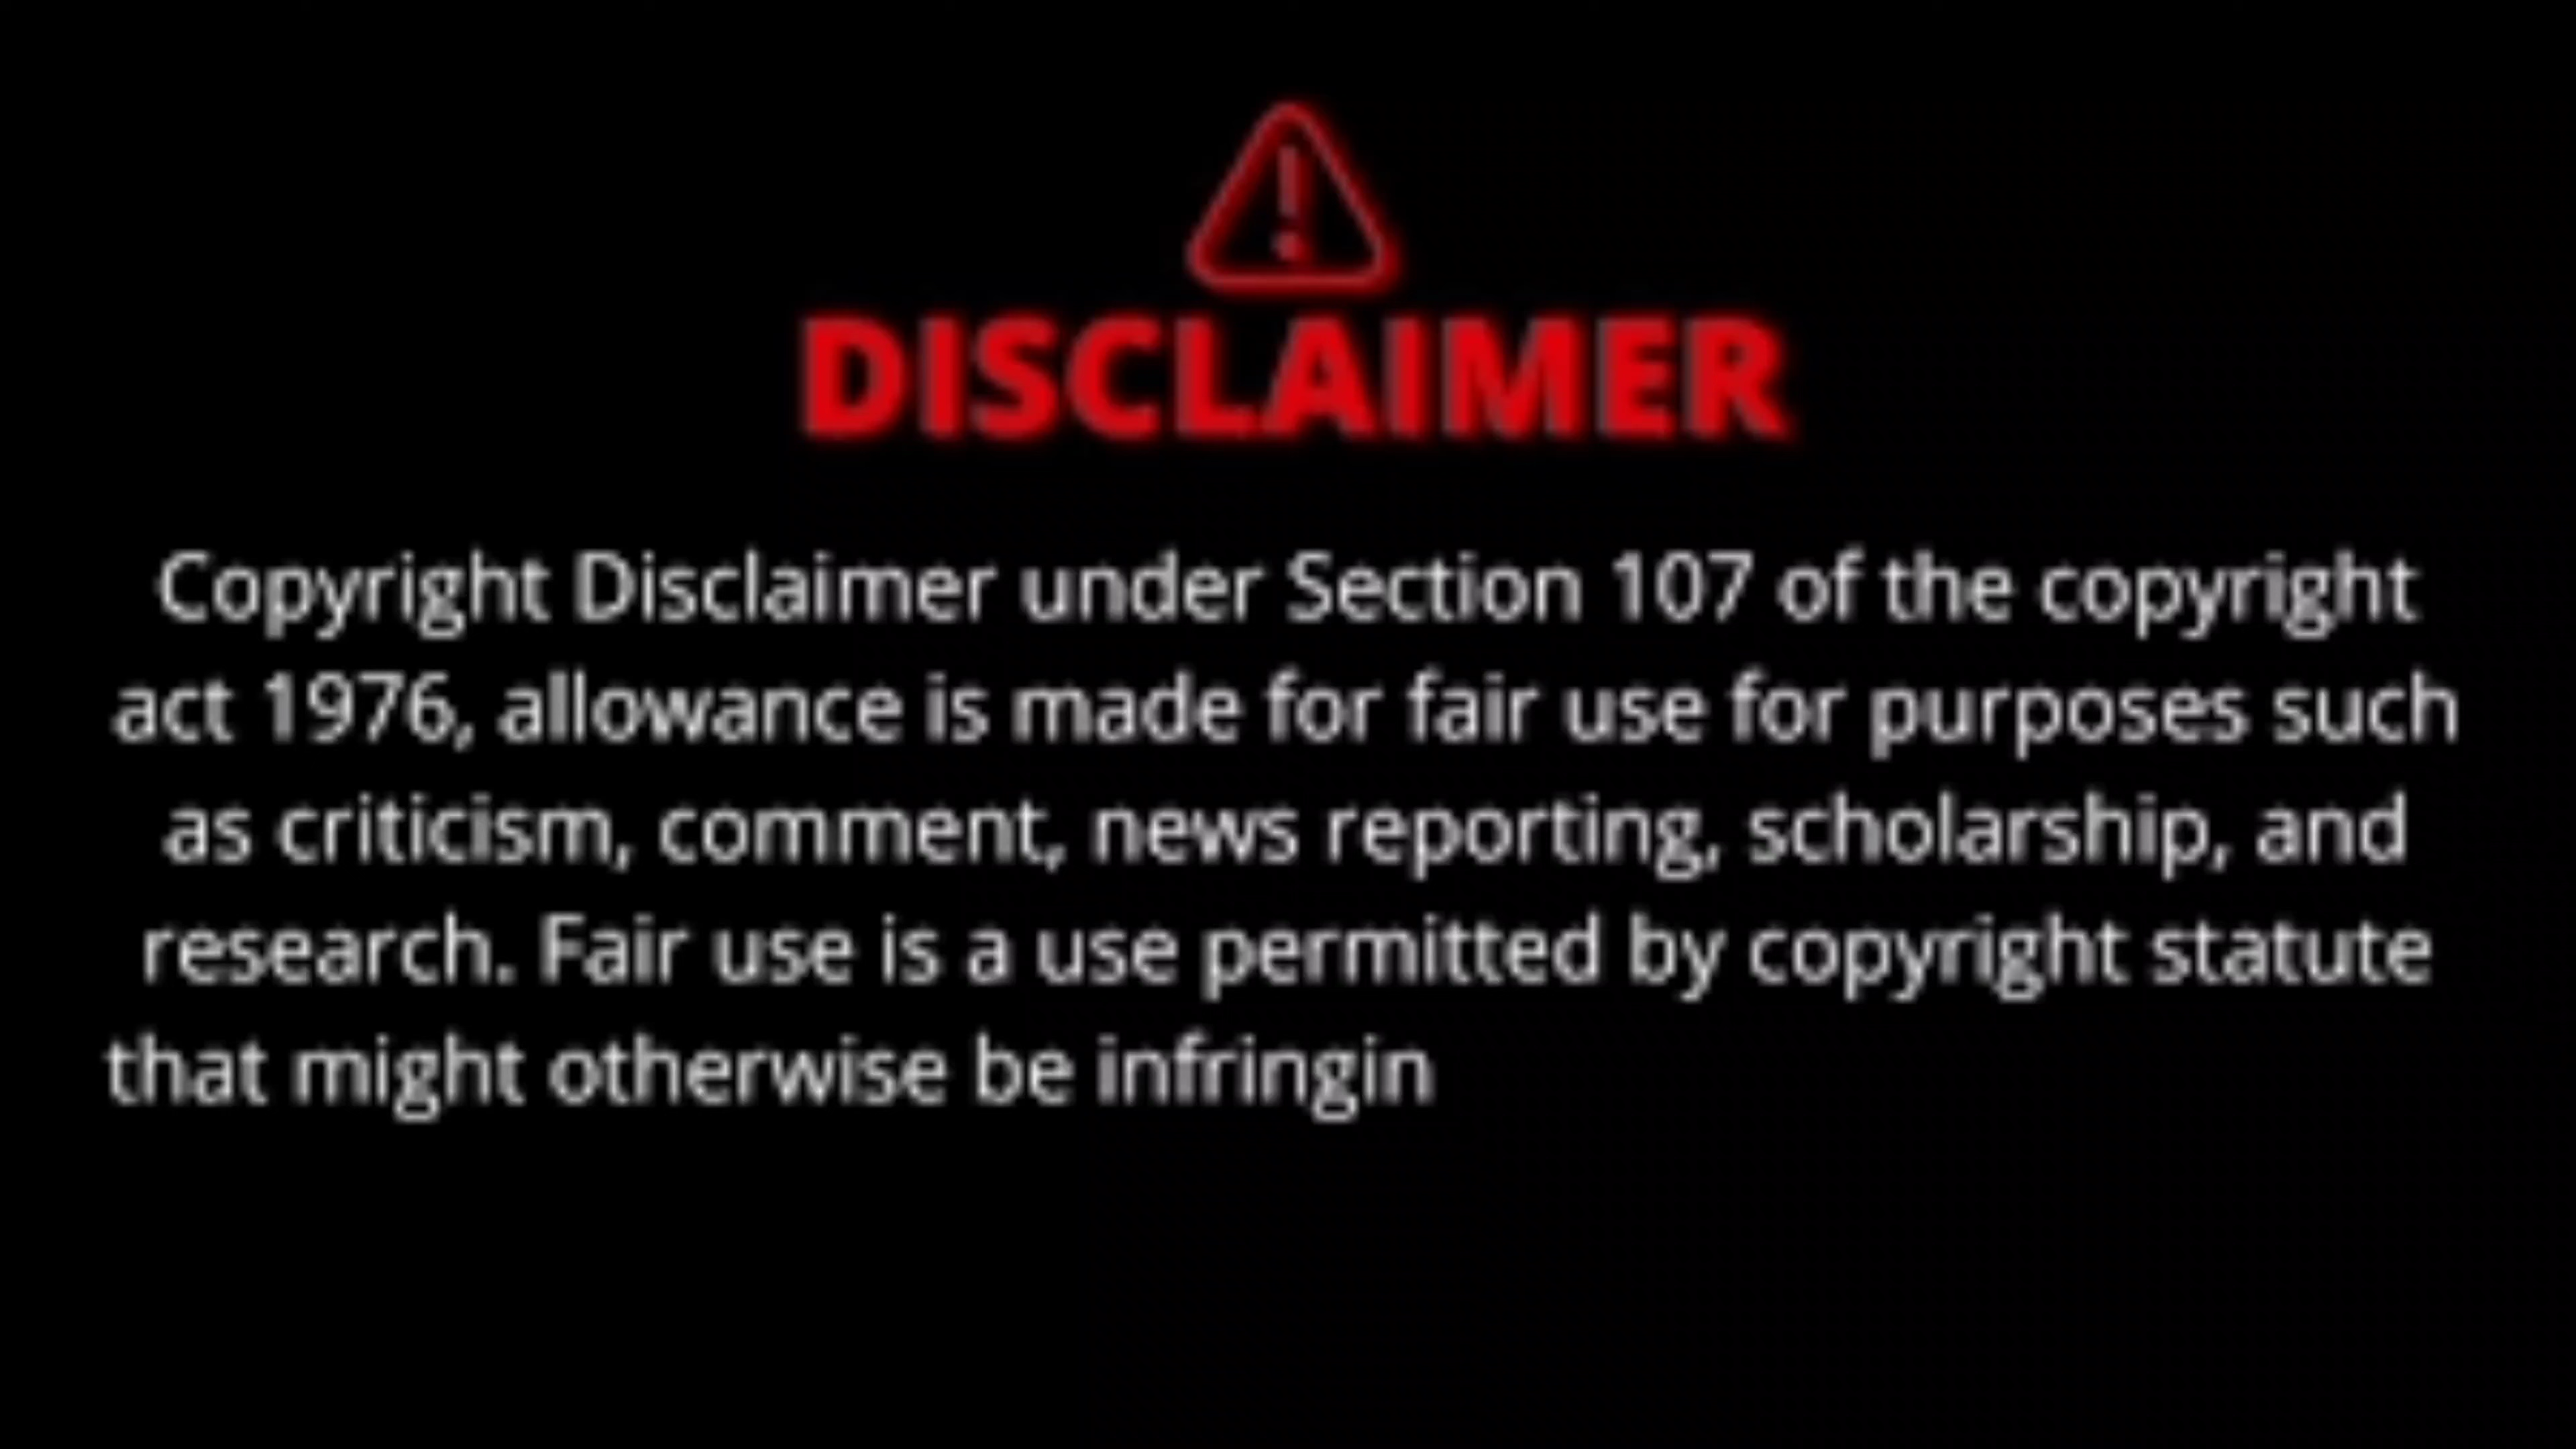 DISCLAIMER
Copyright Disclaimer under Section 107 of the copyright
act 1976, allowance is made for fair use for purposes such
as criticism, comment, news reporting, scholarship, and
research. Fair use is a use permitted by copyright statute
that might otherwise be infringin